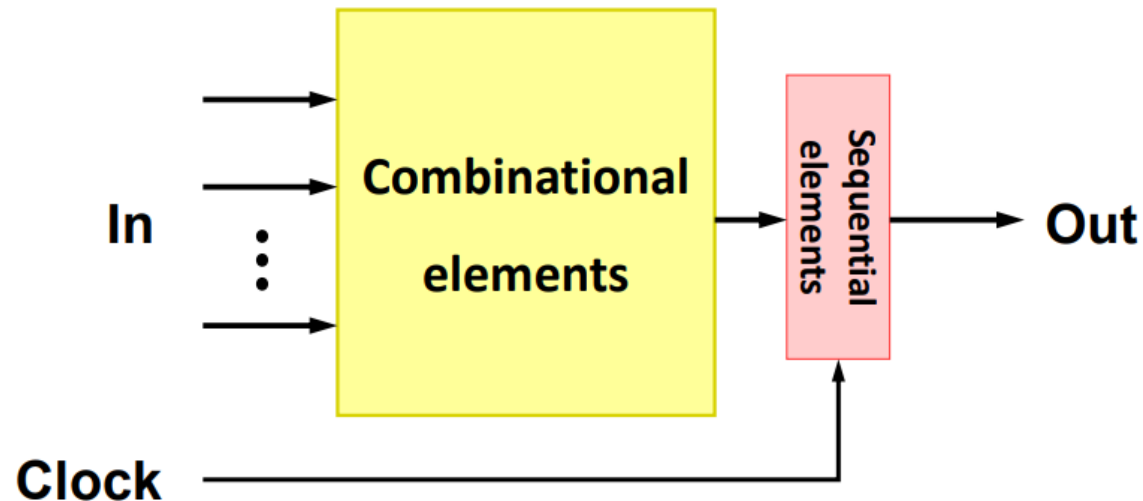 In
Combinational
elements
Sequential
elements
Out
Clock